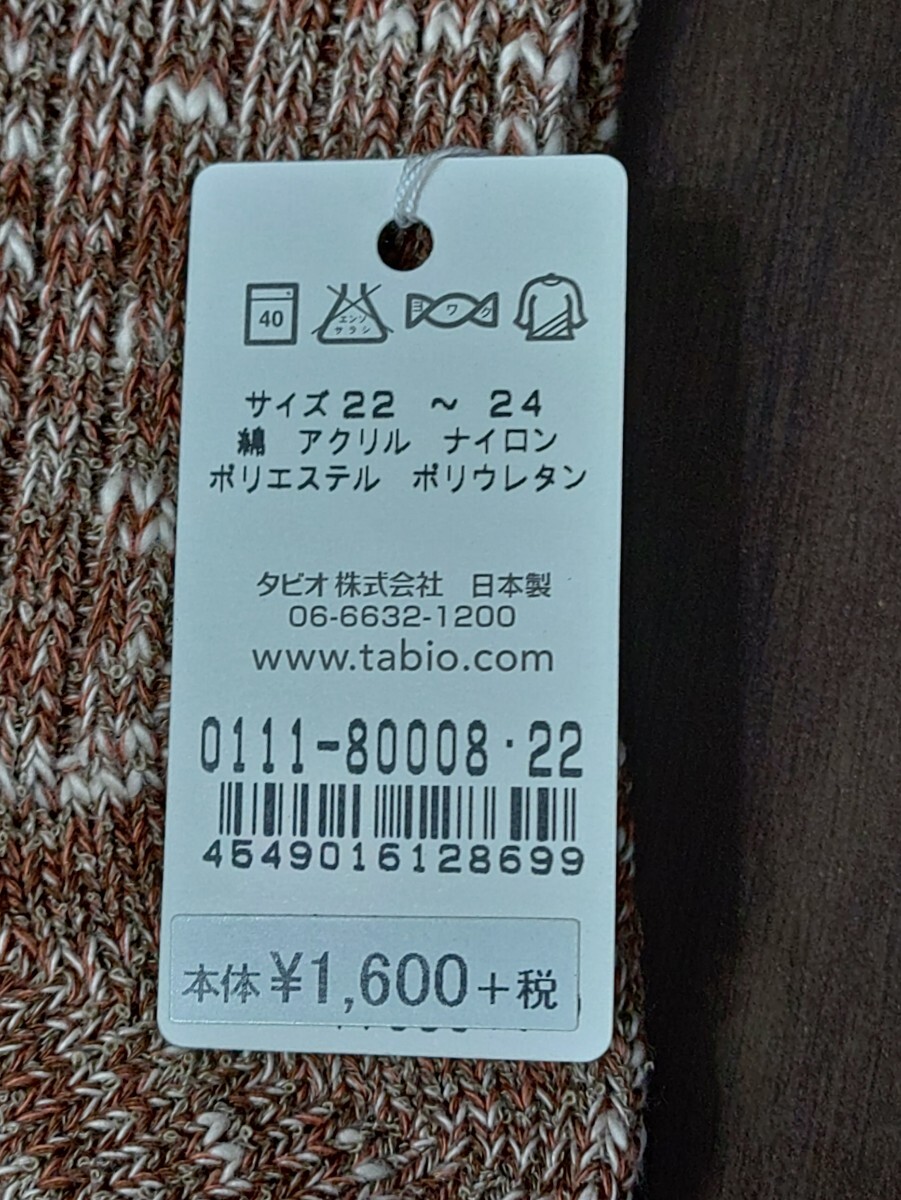 40 エンソ サラシ ヨワク
サイズ 22 ~ 24
綿 アクリル ナイロン
ポリエステル ポリウレタン
タビオ 株式会社 日本製
06-6632-1200
www.tabio.com
0111-80008·22
4549016128699
本体 ¥1,600+税